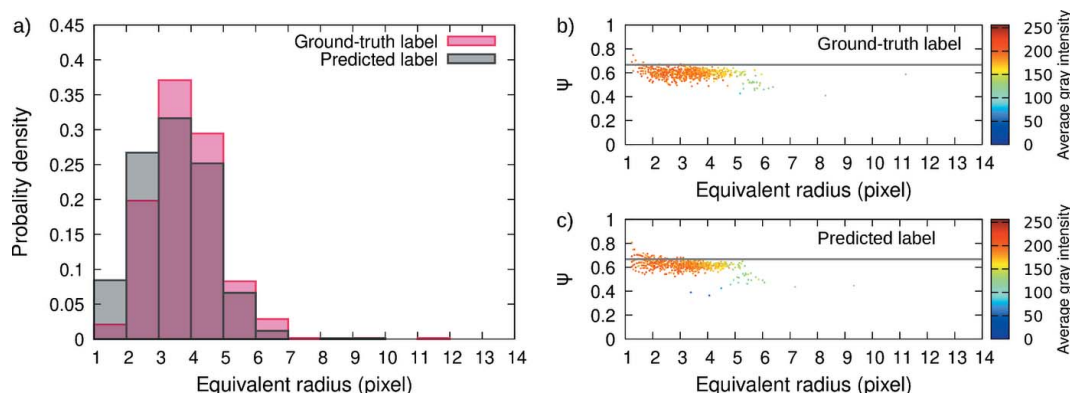 a)
Ground-truth label
Predicted label
0.45
0.4
0.35
0.3
0.25
0.2
0.15
0.1
0.05
0
Probality density
1 2 3 4 5 6 7 8 9 10 11 12 13 14
Equivalent radius (pixel)
b)
Ground-truth label
1
0.8
0.6
0.4
0.2
0
Ψ
1 2 3 4 5 6 7 8 9 10 11 12 13 14
Equivalent radius (pixel)
250
200
150
100
50
0
Average gray intensity
c)
Predicted label
1
0.8
0.6
0.4
0.2
0
Ψ
1 2 3 4 5 6 7 8 9 10 11 12 13 14
Equivalent radius (pixel)
250
200
150
100
50
0
Average gray intensity